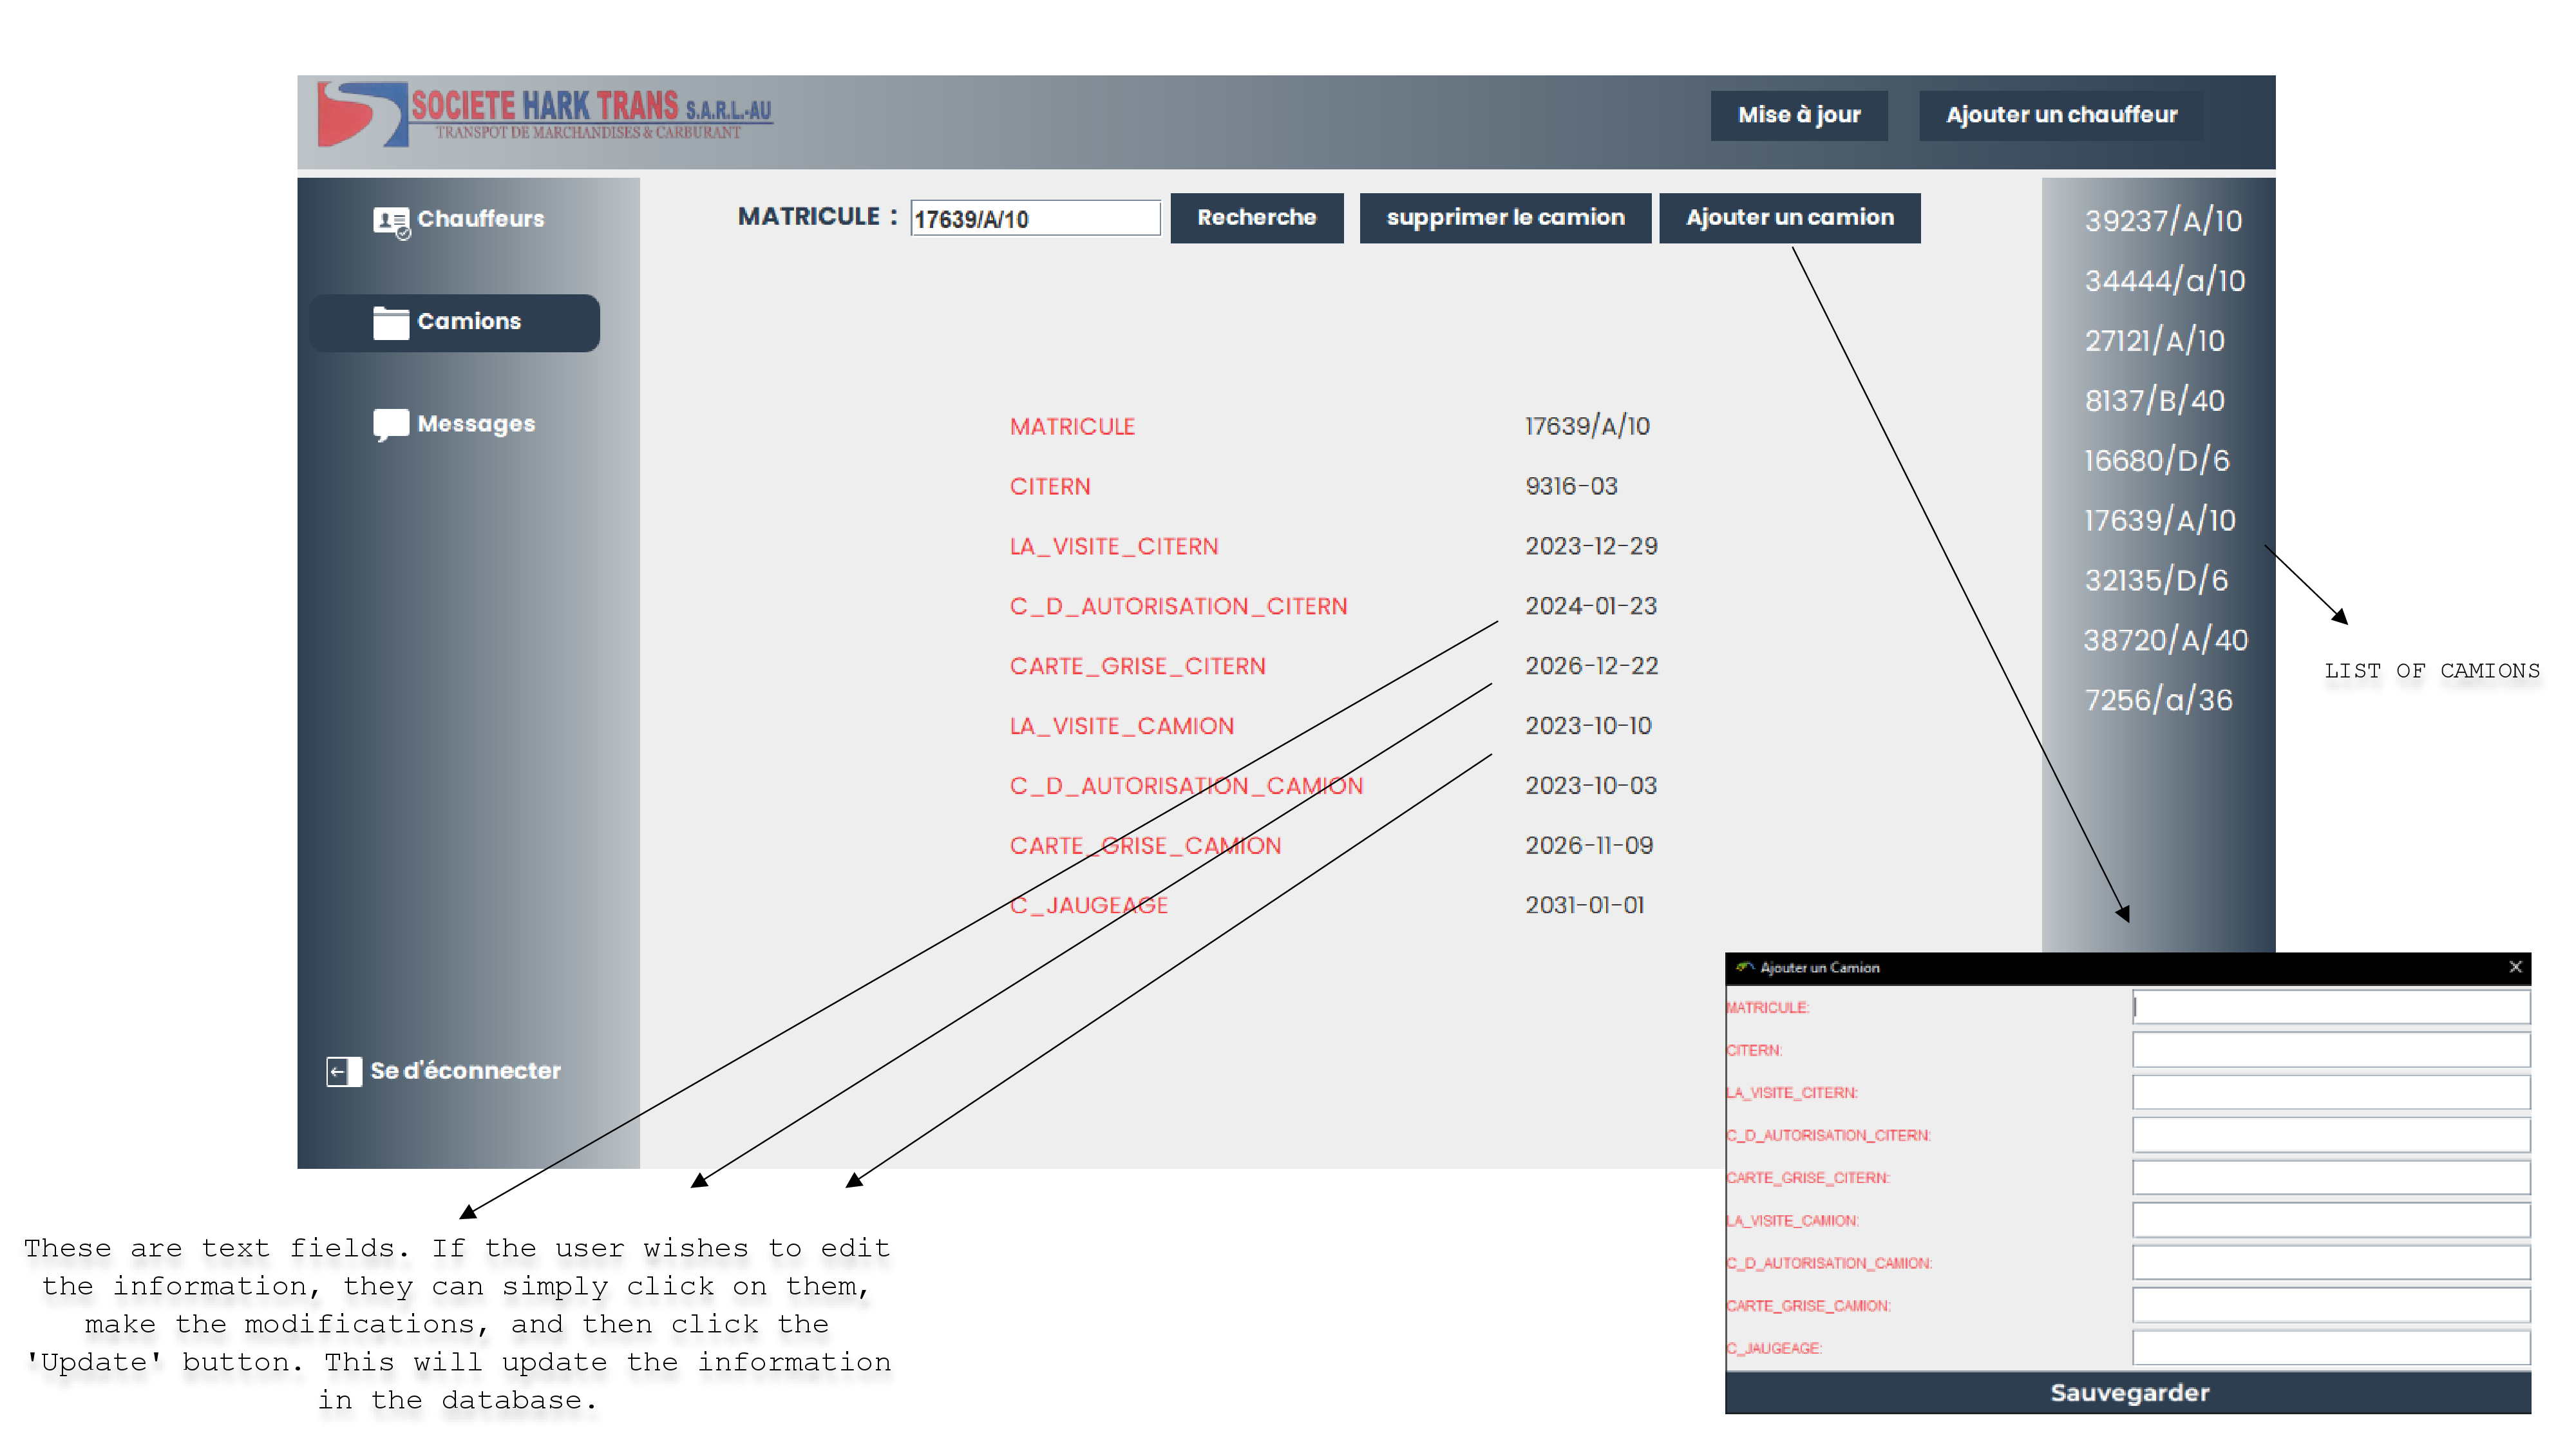 SOCIETE HARK TRANS S.A.R.L.-AU
TRANSPOT DE MARCHANDISES & CARBURANT
Mise à jour
Ajouter un chauffeur
Chauffeurs
Camions
Messages
Se d'éconnecter
MATRICULE : 17639/A/10
Recherche
supprimer le camion
Ajouter un camion
MATRICULE 17639/A/10
CITERN 9316-03
LA_VISITE_CITERN 2023-12-29
C_D_AUTORISATION_CITERN 2024-01-23
CARTE_GRISE_CITERN 2026-12-22
LA_VISITE_CAMION 2023-10-10
C_D_AUTORISATION_CAMION 2023-10-03
CARTE_GRISE_CAMION 2026-11-09
C_JAUGEAGE 2031-01-01
39237/A/10
34444/a/10
27121/A/10
8137/B/40
16680/D/6
17639/A/10
32135/D/6
38720/A/40
7256/a/36
LIST OF CAMIONS
Ajouter un Camion
MATRICULE:
CITERN:
LA_VISITE_CITERN:
C_D_AUTORISATION_CITERN:
CARTE_GRISE_CITERN:
LA_VISITE_CAMION:
C_D_AUTORISATION_CAMION:
CARTE_GRISE_CAMION:
C_JAUGEAGE:
Sauvegarder
These are text fields. If the user wishes to edit
the information, they can simply click on them,
make the modifications, and then click the
'Update' button. This will update the information
in the database.